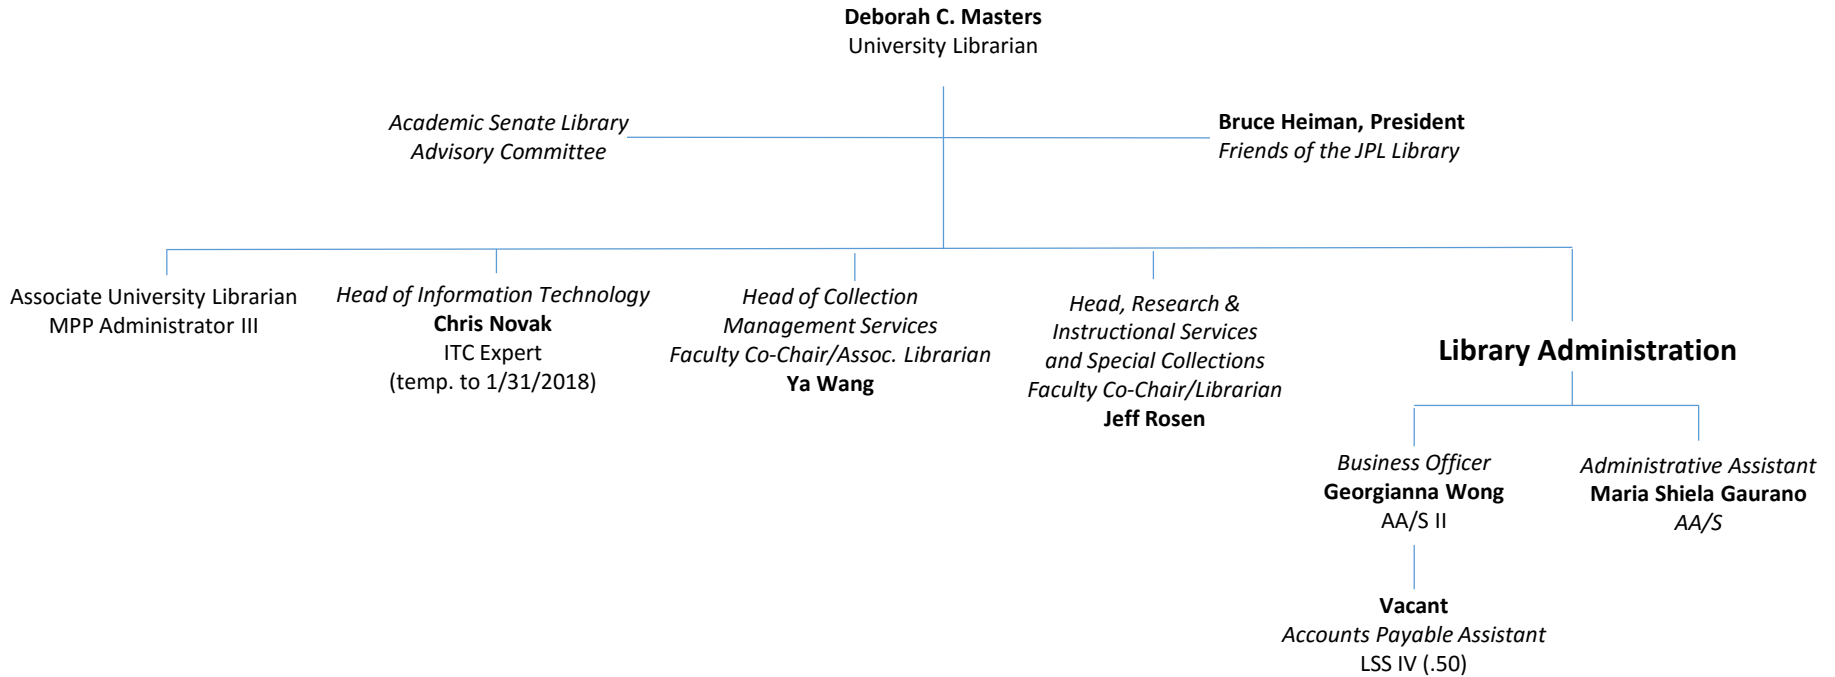 Deborah C. Masters
University Librarian
Academic Senate Library
Advisory Committee
Bruce Heiman, President
Friends of the JPL Library
Associate University Librarian
MPP Administrator III
Head of Information Technology
Chris Novak
ITC Expert
(temp. to 1/31/2018)
Head of Collection
Management Services
Faculty Co-Chair/Assoc. Librarian
Ya Wang
Head, Research &
Instructional Services
and Special Collections
Faculty Co-Chair/Librarian
Jeff Rosen
Library Administration
Business Officer
Georgianna Wong
AA/S II
Administrative Assistant
Maria Shiela Gaurano
AA/S
Vacant
Accounts Payable Assistant
LSS IV (.50)